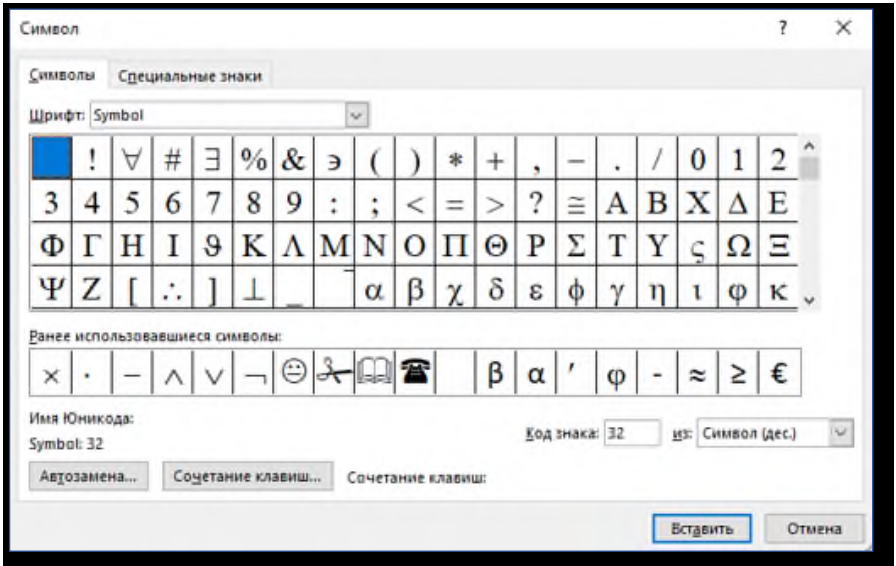 Символ ? ×
Символы Специальные знаки
Шрифт: Symbol
! ∀ # ∃ % & ∋ ( ) ∗ + , − . / 0 1 2
3 4 5 6 7 8 9 : ; < = > ? ≅ Α Β Χ Δ Ε
Φ Γ Η Ι ϑ Κ Λ Μ Ν Ο Π Θ Ρ Σ Τ Υ ς Ω Ξ
Ψ Ζ [ ∴ ] ⊥ _ ‾ α β χ δ ε φ γ η ι ϕ κ
Ранее использовавшиеся символы:
× · − ∧ ∨ ¬ 😐 ✁ 🕮 🕿 β α ′ φ - ≈ ≥ €
Имя Юникода:
Symbol: 32
Код знака: 32 из: Символ (дес.)
Автозамена... Сочетание клавиш... Сочетание клавиш:
Вставить Отмена